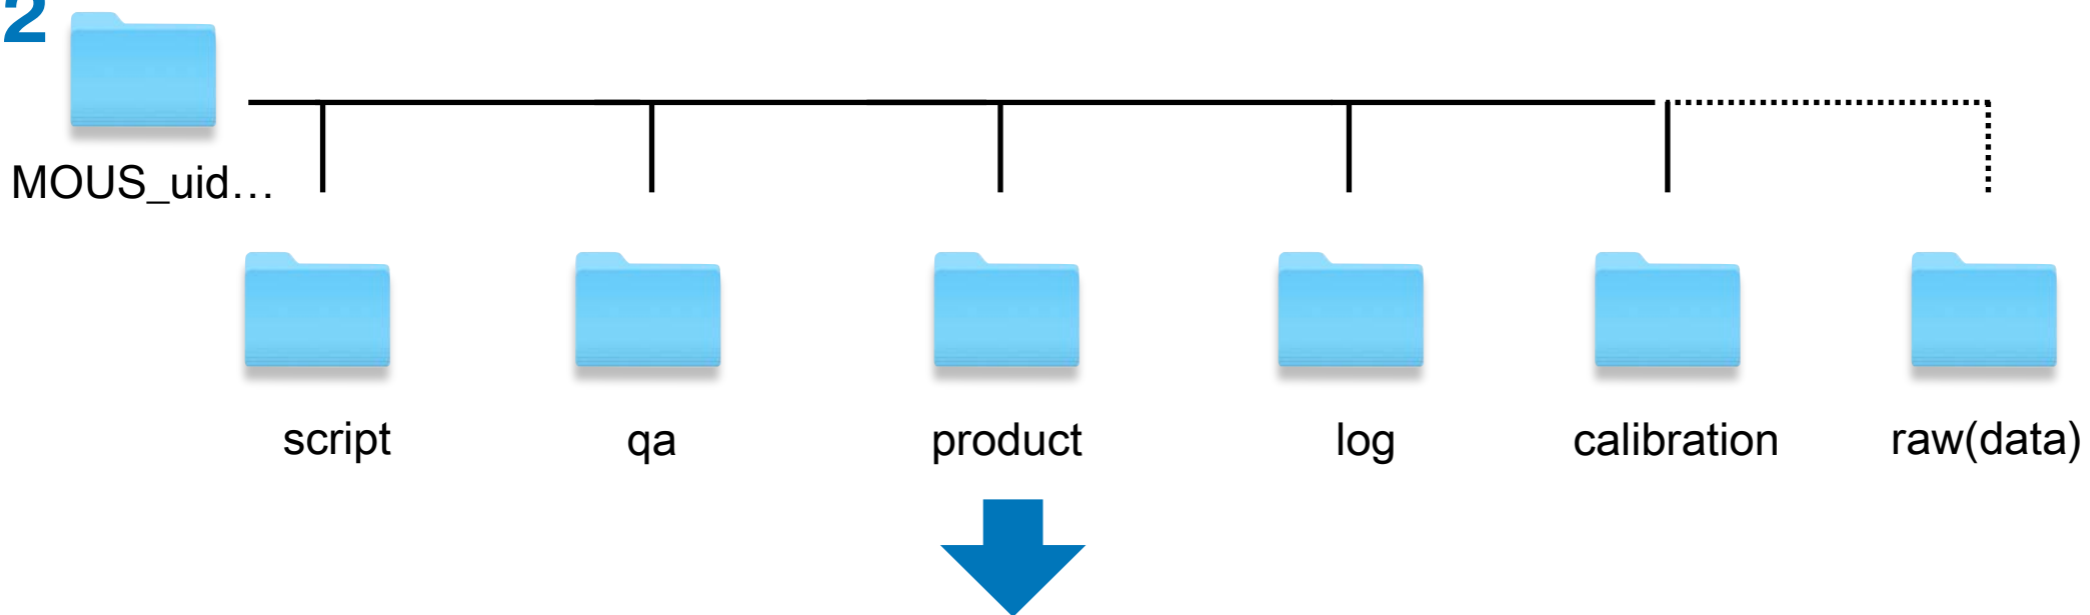 2
MOUS_uid…
script
qa
product
log
calibration
raw(data)